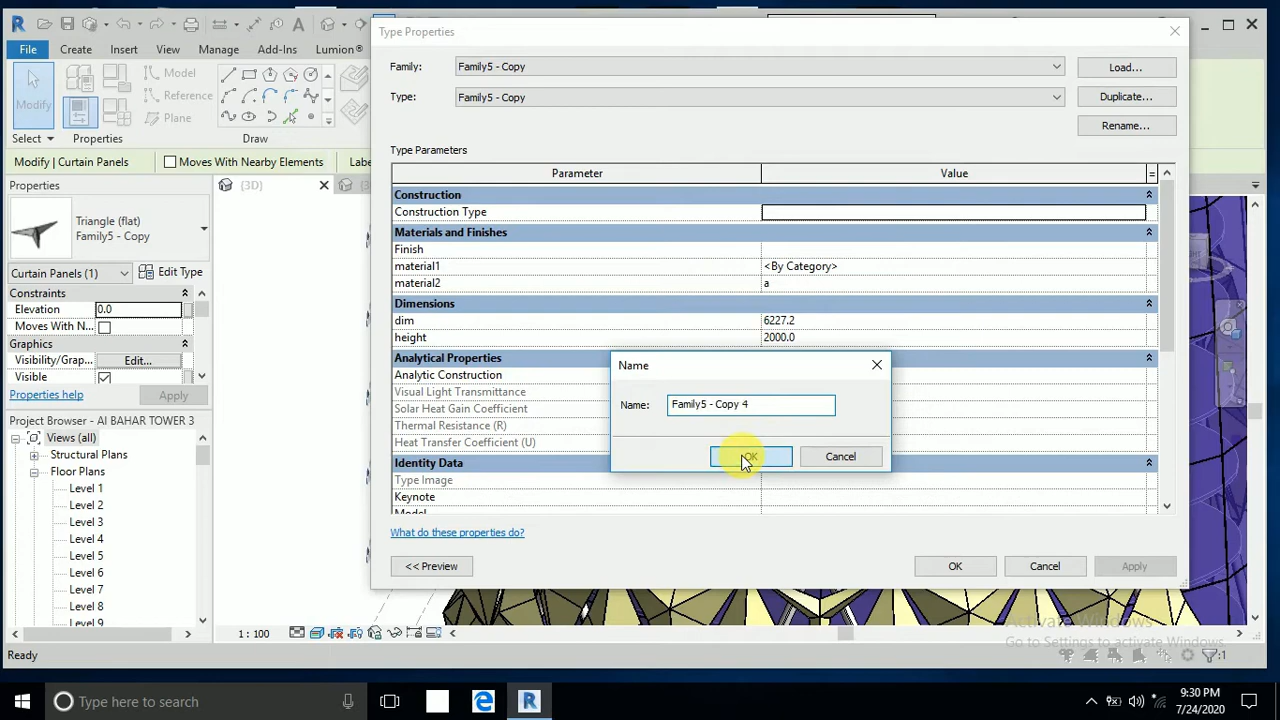 Type Properties
Family: Family5 - Copy Load...
Type: Family5 - Copy Duplicate...
Rename...
Type Parameters
Parameter Value =
Construction
Construction Type
Materials and Finishes
Finish
material1 <By Category>
material2 a
Dimensions
dim 6227.2
height 2000.0
Analytical Properties
Analytic Construction
Visual Light Transmittance
Solar Heat Gain Coefficient
Thermal Resistance (R)
Heat Transfer Coefficient (U)
Identity Data
Type Image
Keynote
Model
What do these properties do?
<< Preview OK Cancel Apply
Name
Name: Family5 - Copy 4
OK Cancel
File Create Insert View Manage Add-Ins Lumion®
Modify Model
Reference
Plane
Select Properties Draw
Modify | Curtain Panels Moves With Nearby Elements
Properties
{3D}
Triangle (flat)
Family5 - Copy
Curtain Panels (1) Edit Type
Constraints
Elevation 0.0
Moves With N...
Graphics
Visibility/Grap... Edit...
Visible
Properties help Apply
Project Browser - Al BAHAR TOWER 3
Views (all)
Structural Plans
Floor Plans
Level 1
Level 2
Level 3
Level 4
Level 5
Level 6
Level 7
Level 8
Level 9
1 : 100
Activate Windows
Go to Settings to activate Windows.
Ready
:1
Type here to search
9:30 PM
7/24/2020